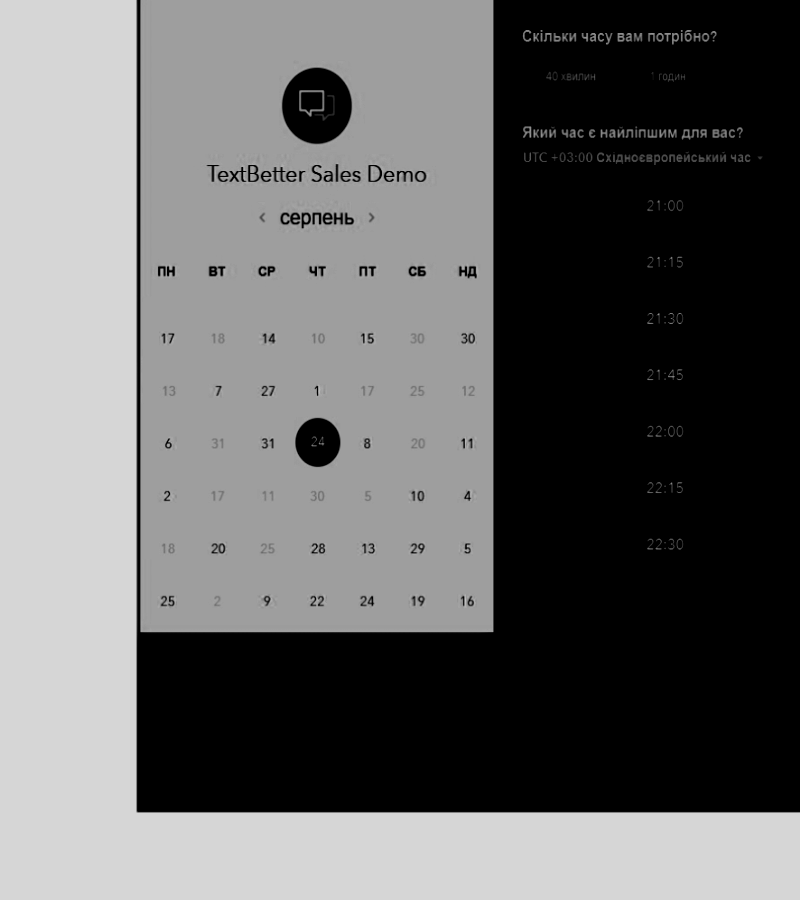 TextBetter Sales Demo
‹ серпень ›
ПН ВТ СР ЧТ ПТ СБ НД
17 18 14 10 15 30 30
13 7 27 1 17 25 12
6 31 31 24 8 20 11
2 17 11 30 5 10 4
18 20 25 28 13 29 5
25 2 9 22 24 19 16
Скільки часу вам потрібно?
40 хвилин 1 годин
Який час є найліпшим для вас?
UTC +03:00 Східноєвропейський час
21:00
21:15
21:30
21:45
22:00
22:15
22:30